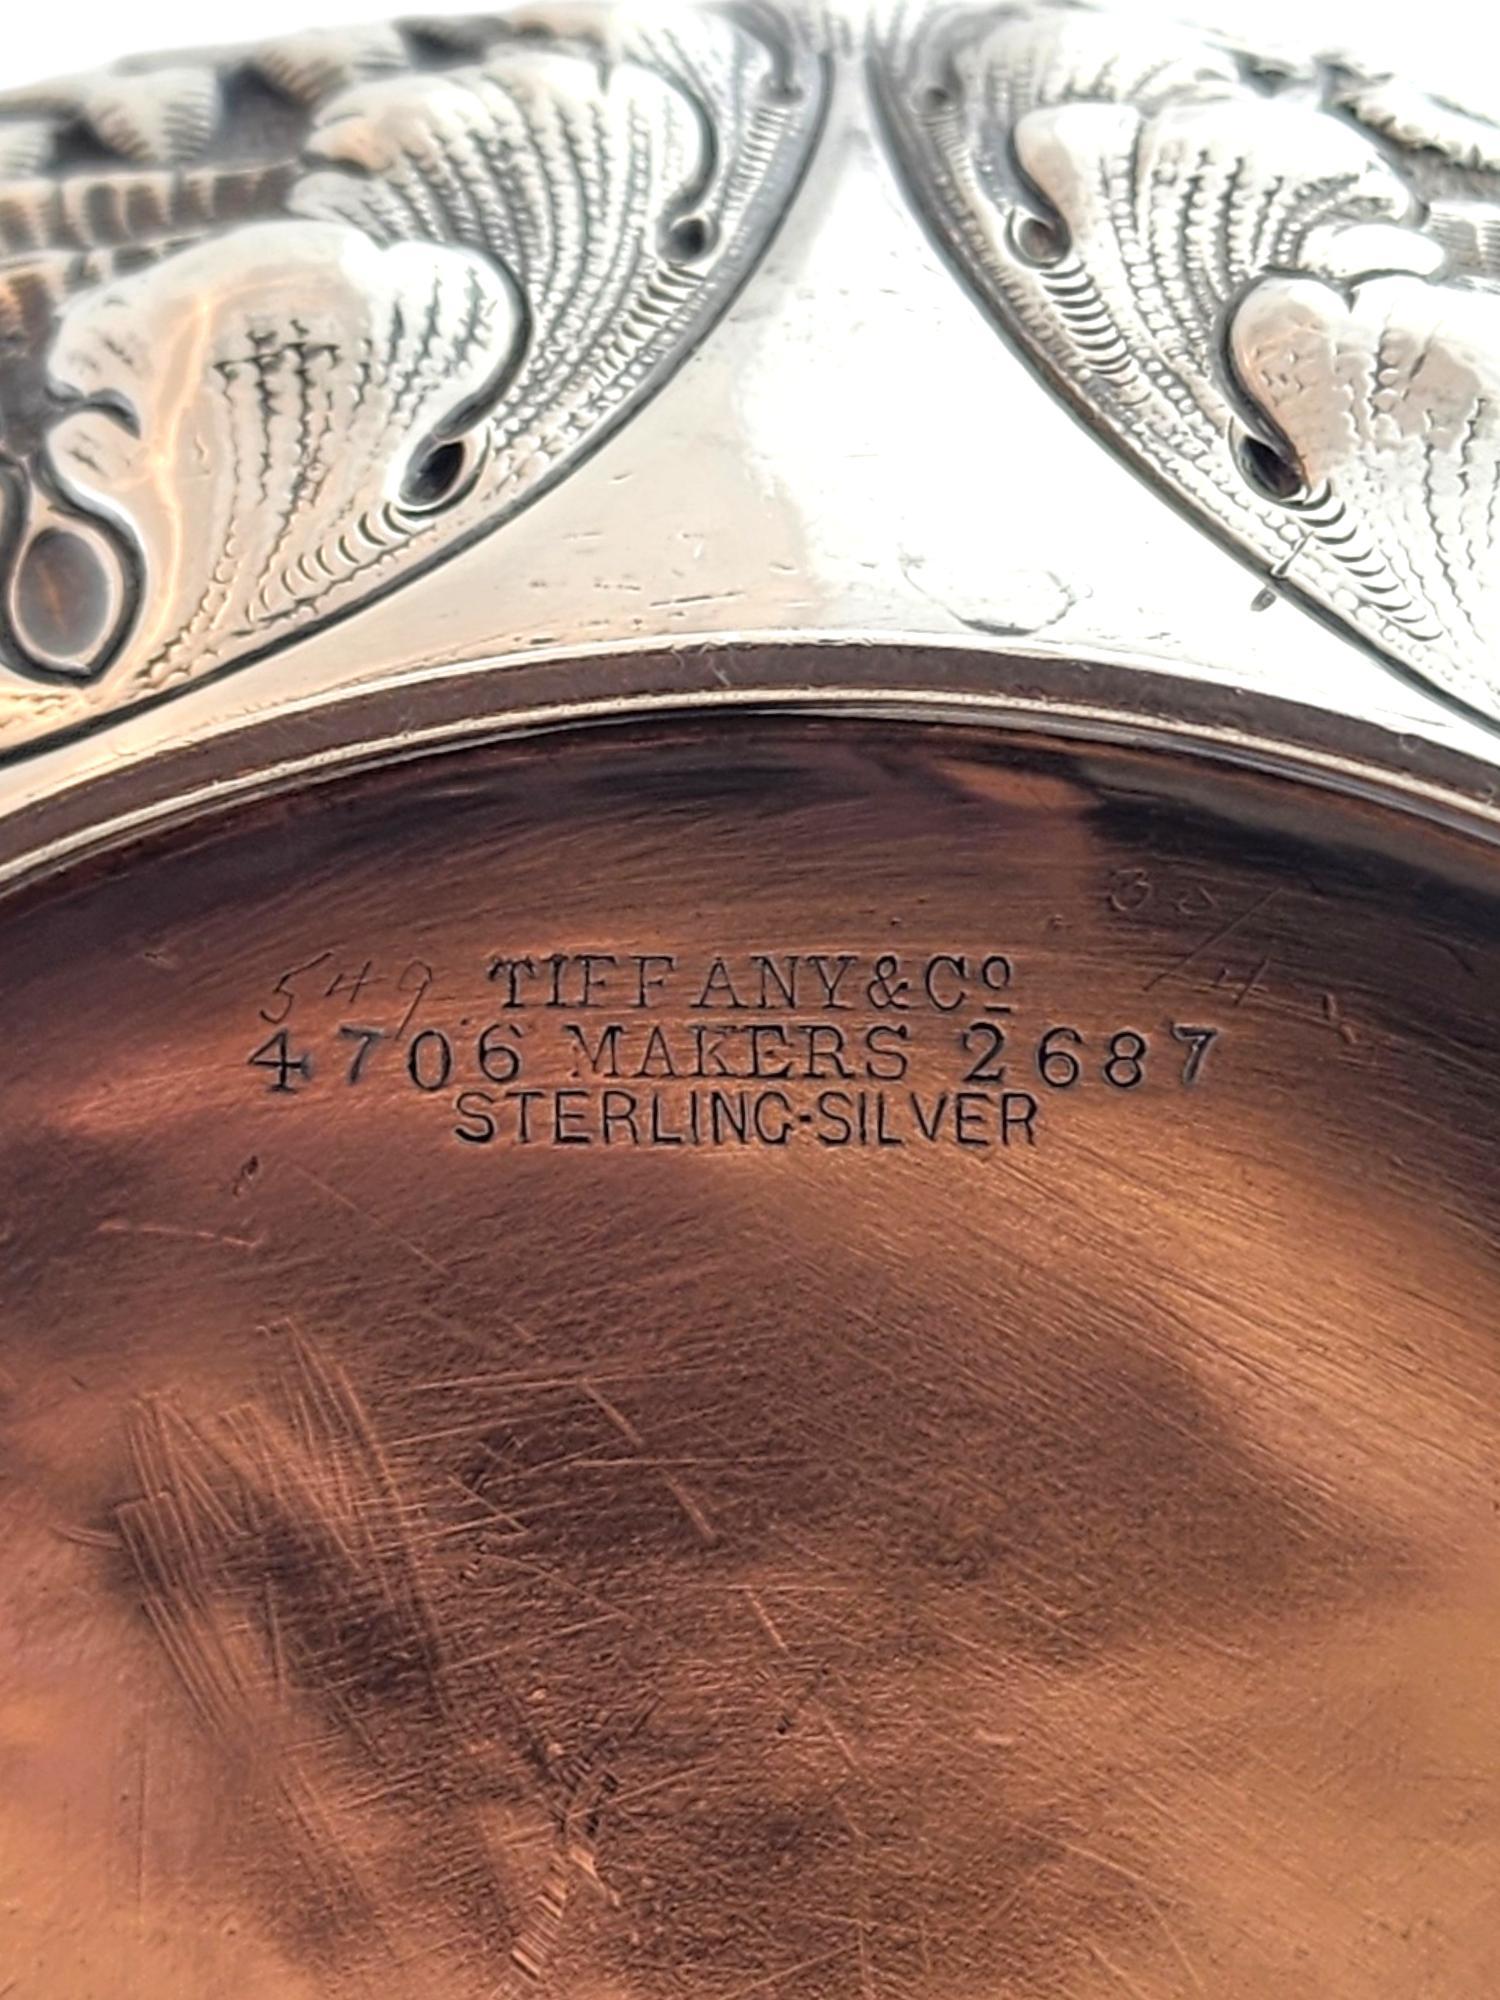 549 TIFFANY & Cº
4706 MAKERS 2687
STERLING-SILVER